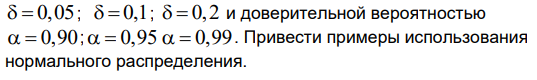 δ = 0,05; δ = 0,1; δ = 0,2 и доверительной вероятностью
α = 0,90; α = 0,95 α = 0,99. Привести примеры использования
нормального распределения.